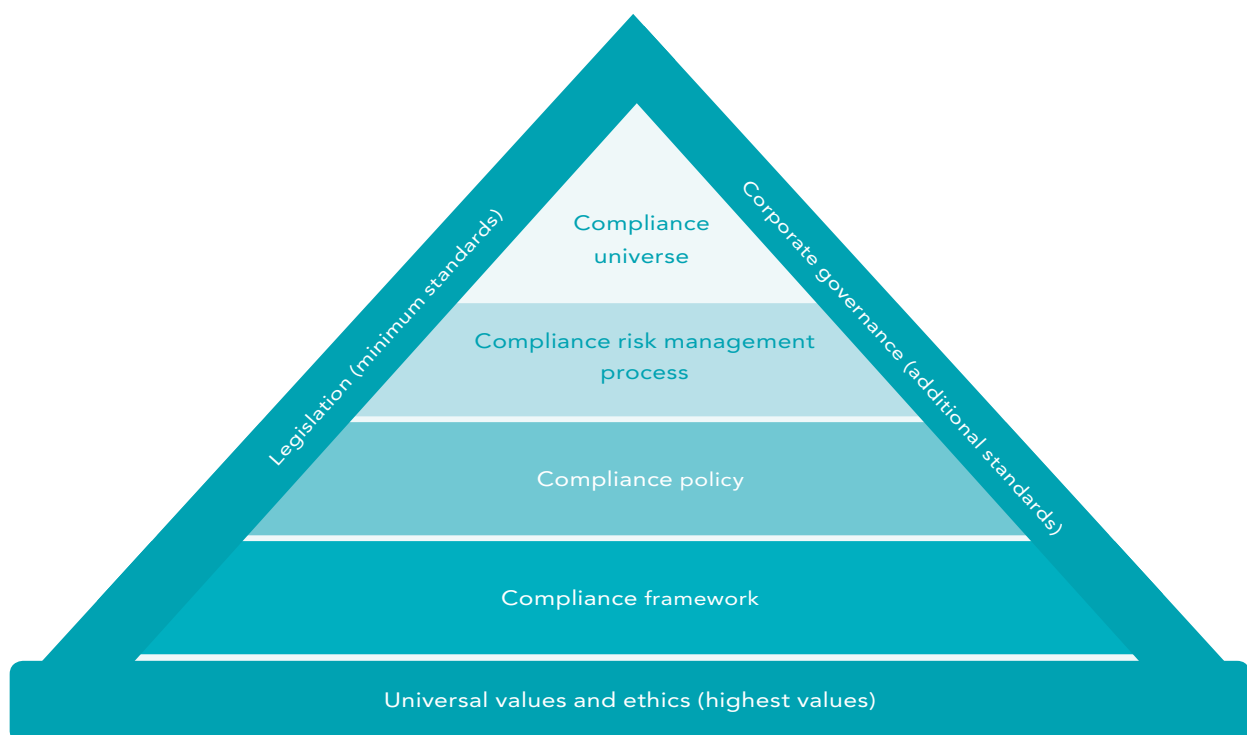 Compliance
universe
Legislation (minimum standards)
Corporate governance (additional standards)
Compliance risk management
process
Compliance policy
Compliance framework
Universal values and ethics (highest values)